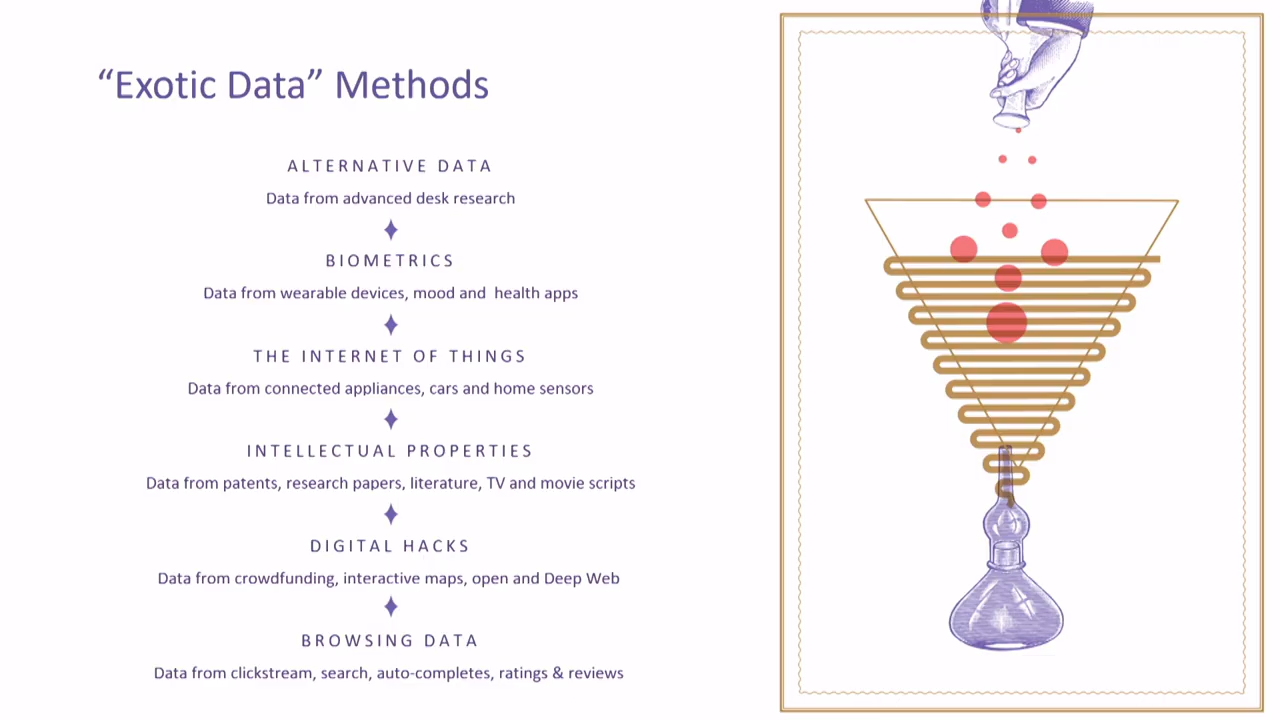 “Exotic Data” Methods
ALTERNATIVE DATA
Data from advanced desk research
BIOMETRICS
Data from wearable devices, mood and health apps
THE INTERNET OF THINGS
Data from connected appliances, cars and home sensors
INTELLECTUAL PROPERTIES
Data from patents, research papers, literature, TV and movie scripts
DIGITAL HACKS
Data from crowdfunding, interactive maps, open and Deep Web
BROWSING DATA
Data from clickstream, search, auto-completes, ratings & reviews